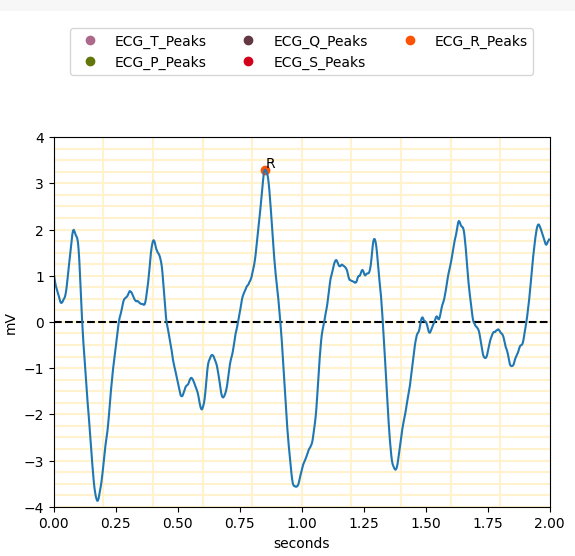 ECG_T_Peaks ECG_Q_Peaks ECG_R_Peaks
ECG_P_Peaks ECG_S_Peaks
R
4
3
2
1
0
−1
−2
−3
−4
mV
0.00 0.25 0.50 0.75 1.00 1.25 1.50 1.75 2.00
seconds